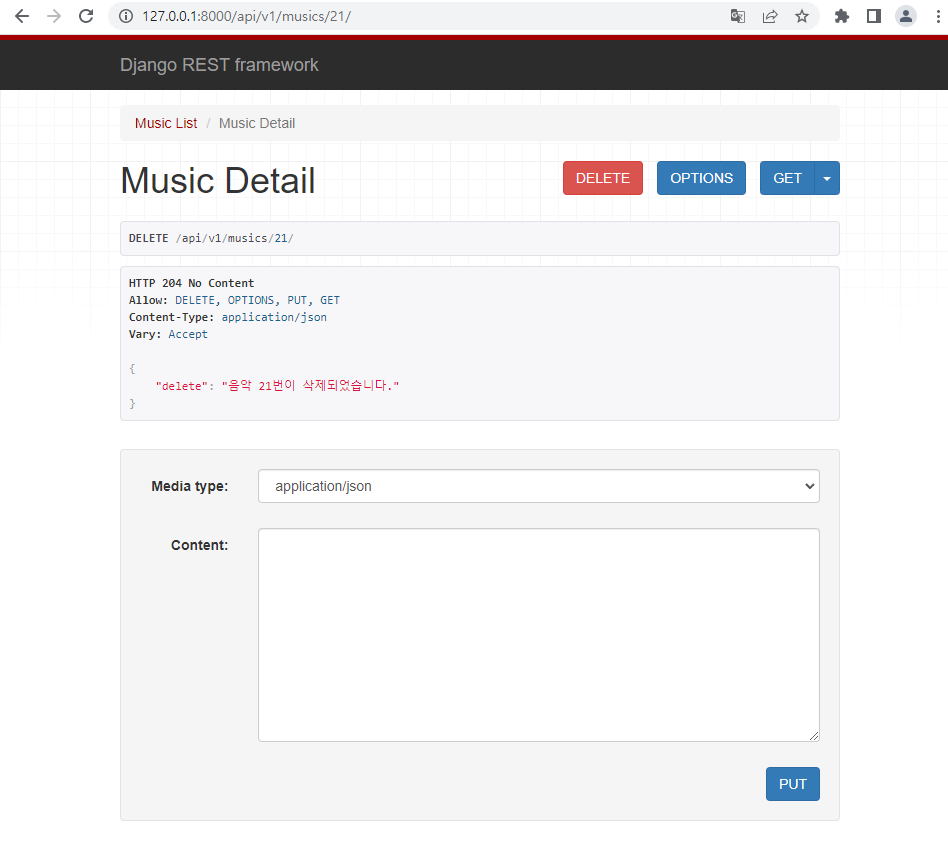 127.0.0.1:8000/api/v1/musics/21/
Django REST framework
Music List / Music Detail
Music Detail
DELETE
OPTIONS
GET
DELETE /api/v1/musics/21/
HTTP 204 No Content
Allow: DELETE, OPTIONS, PUT, GET
Content-Type: application/json
Vary: Accept
{
"delete": "음악 21번이 삭제되었습니다."
}
Media type:
application/json
Content:
PUT